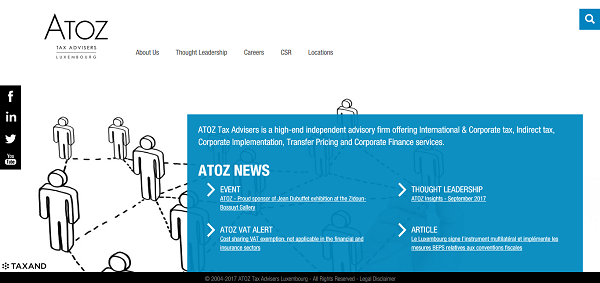 ATOZ
TAX ADVISERS
LUXEMBOURG
About Us
Thought Leadership
Careers
CSR
Locations
f
in
You
Tube
ATOZ Tax Advisers is a high-end independent advisory firm offering International & Corporate tax, Indirect tax,
Corporate Implementation, Transfer Pricing and Corporate Finance services.
ATOZ NEWS
EVENT
ATOZ - Proud sponsor of Jean Dubuffet exhibition at the Zidoun-
Bossuyt Gallery
THOUGHT LEADERSHIP
ATOZ Insights - September 2017
ATOZ VAT ALERT
Cost sharing VAT exemption: not applicable in the financial and
insurance sectors
ARTICLE
Le Luxembourg signe l'instrument multilatéral et implémente les
mesures BEPS relatives aux conventions fiscales
TAXAND
© 2004-2017 ATOZ Tax Advisers Luxembourg - All Rights Reserved - Legal Disclaimer